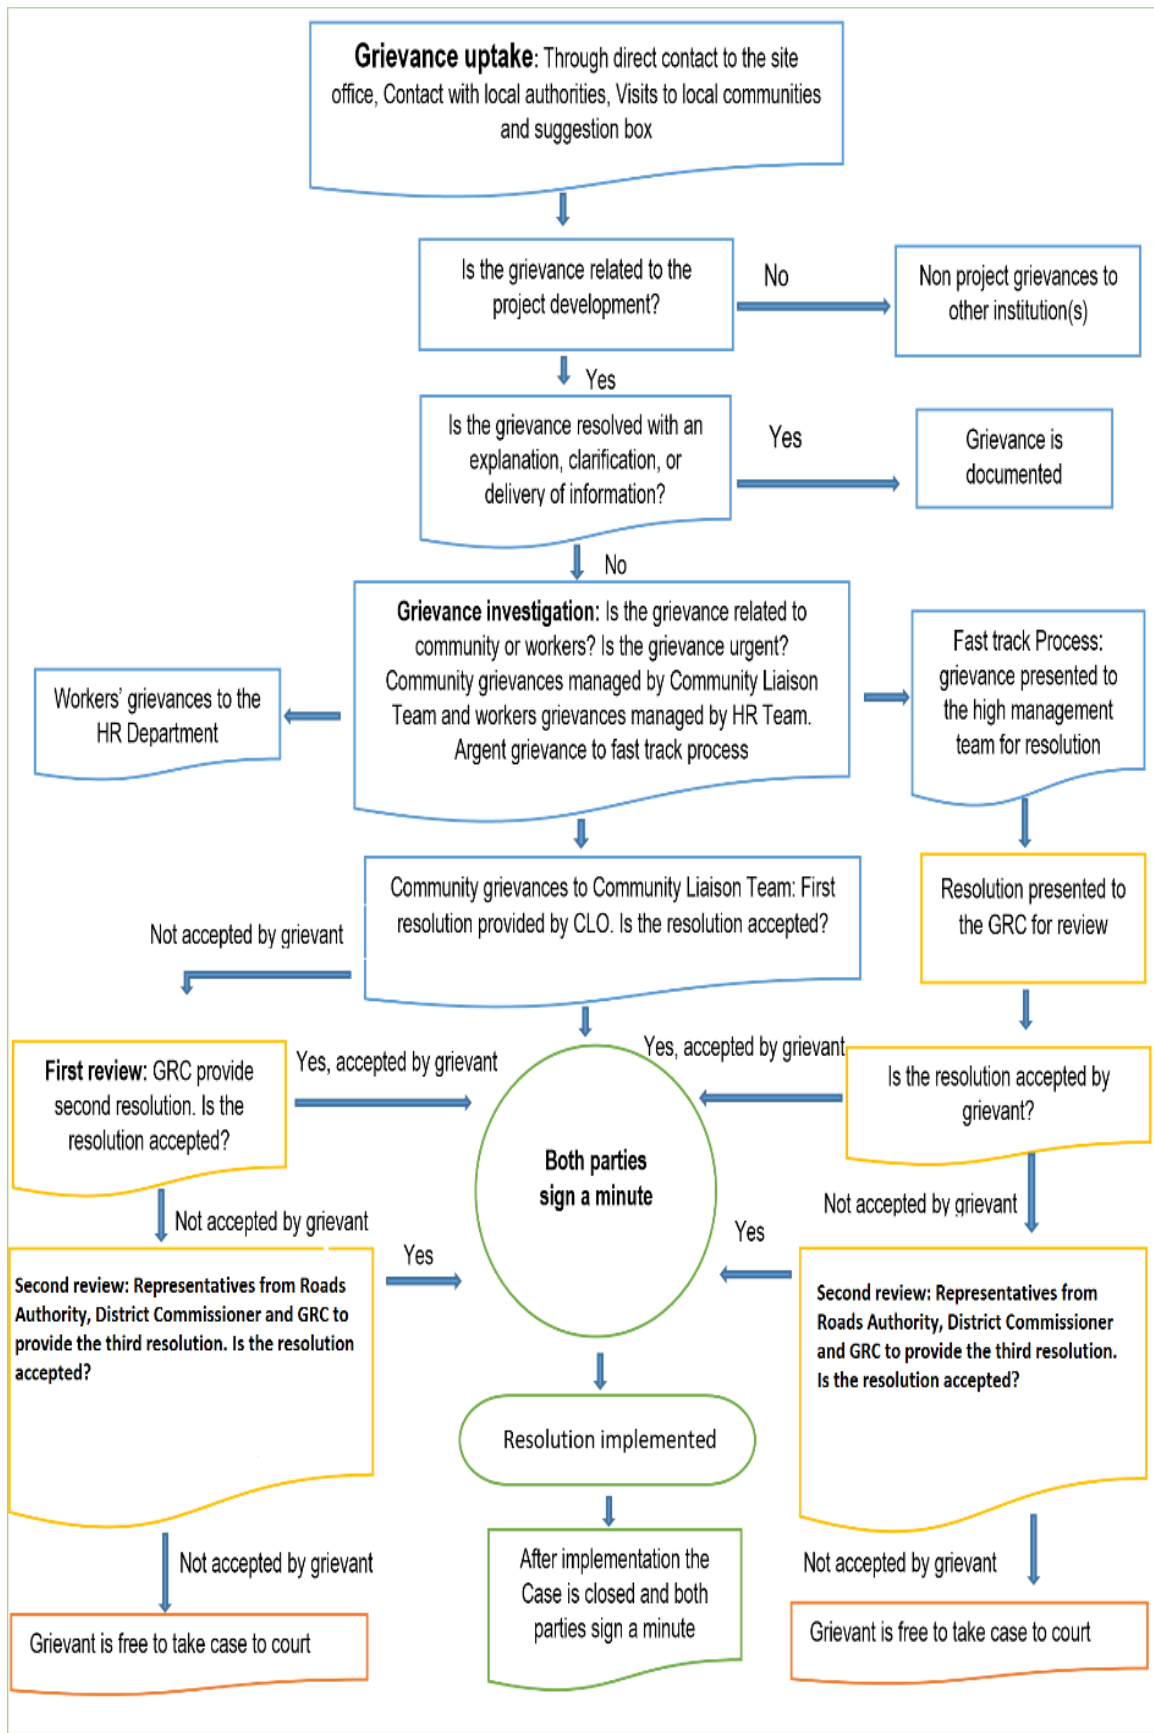 Grievance uptake: Through direct contact to the site
office, Contact with local authorities, Visits to local communities
and suggestion box
Is the grievance related to the
project development?
No
Non project grievances to
other institution(s)
Yes
Is the grievance resolved with an
explanation, clarification, or
delivery of information?
Yes
Grievance is
documented
No
Grievance investigation: Is the grievance related to
community or workers? Is the grievance urgent?
Community grievances managed by Community Liaison
Team and workers grievances managed by HR Team.
Argent grievance to fast track process
Workers’ grievances to the
HR Department
Fast track Process:
grievance presented to
the high management
team for resolution
Community grievances to Community Liaison Team: First
resolution provided by CLO. Is the resolution accepted?
Resolution presented to
the GRC for review
Not accepted by grievant
First review: GRC provide
second resolution. Is the
resolution accepted?
Yes, accepted by grievant
Yes, accepted by grievant
Is the resolution accepted by
grievant?
Both parties
sign a minute
Not accepted by grievant
Not accepted by grievant
Yes
Yes
Second review: Representatives from Roads
Authority, District Commissioner and GRC to
provide the third resolution. Is the resolution
accepted?
Second review: Representatives from
Roads Authority, District Commissioner
and GRC to provide the third resolution.
Is the resolution accepted?
Resolution implemented
Not accepted by grievant
After implementation the
Case is closed and both
parties sign a minute
Not accepted by grievant
Grievant is free to take case to court
Grievant is free to take case to court